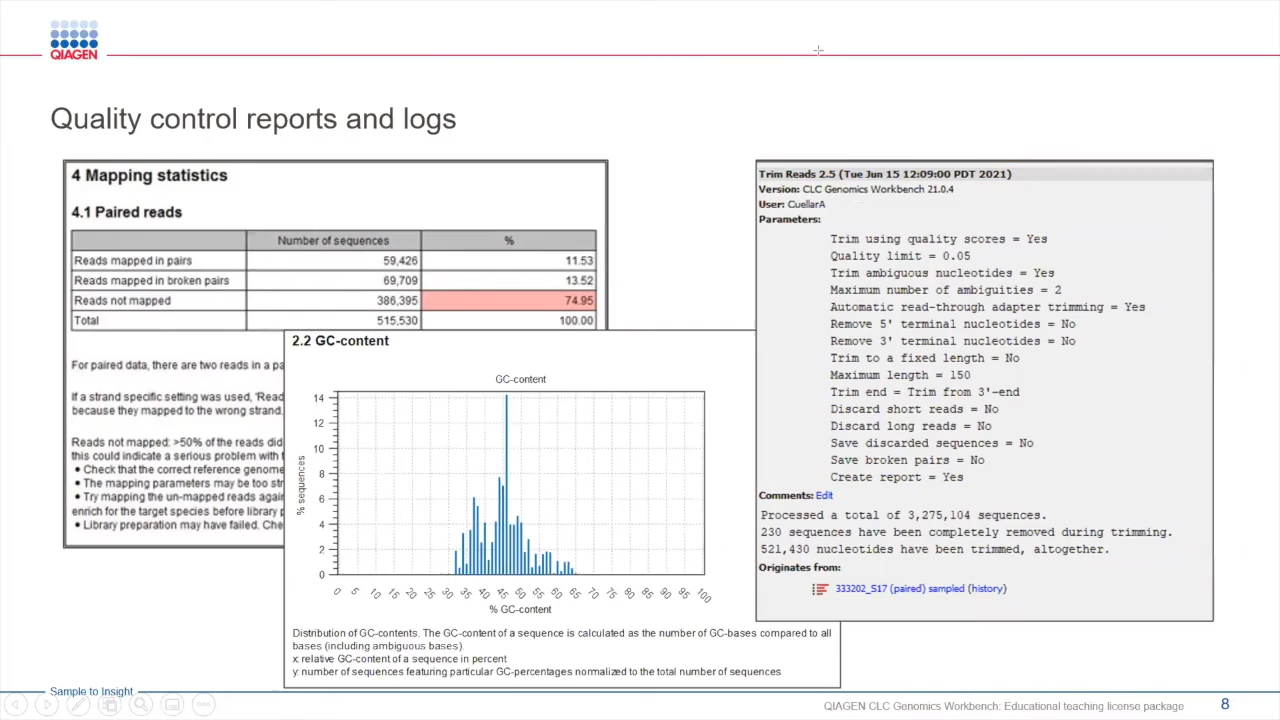 QIAGEN
Quality control reports and logs
4 Mapping statistics
4.1 Paired reads
Number of sequences %
Reads mapped in pairs 59,426 11.53
Reads mapped in broken pairs 69,709 13.52
Reads not mapped 386,395 74.95
Total 515,530 100.00
For paired data, there are two reads in a pa
If a strand specific setting was used, 'Read
because they mapped to the wrong strand.
Reads not mapped: >50% of the reads did
this could indicate a serious problem with
• Check that the correct reference genome
• The mapping parameters may be too str
• Try mapping the un-mapped reads again
enrich for the target species before library p
• Library preparation may have failed. Che
2.2 GC-content
GC-content
% sequences
14
12
10
8
6
4
2
0
0 5 10 15 20 25 30 35 40 45 50 55 60 65 70 75 80 85 90 95 100
% GC-content
Distribution of GC-contents. The GC-content of a sequence is calculated as the number of GC-bases compared to all
bases (including ambiguous bases).
x: relative GC-content of a sequence in percent
y: number of sequences featuring particular GC-percentages normalized to the total number of sequences
Trim Reads 2.5 (Tue Jun 15 12:09:00 PDT 2021)
Version: CLC Genomics Workbench 21.0.4
User: CuellarA
Parameters:
Trim using quality scores = Yes
Quality limit = 0.05
Trim ambiguous nucleotides = Yes
Maximum number of ambiguities = 2
Automatic read-through adapter trimming = Yes
Remove 5' terminal nucleotides = No
Remove 3' terminal nucleotides = No
Trim to a fixed length = No
Maximum length = 150
Trim end = Trim from 3'-end
Discard short reads = No
Discard long reads = No
Save discarded sequences = No
Save broken pairs = No
Create report = Yes
Comments: Edit
Processed a total of 3,275,104 sequences.
230 sequences have been completely removed during trimming.
521,430 nucleotides have been trimmed, altogether.
Originates from:
333202_S17 (paired) sampled (history)
Sample to Insight
QIAGEN CLC Genomics Workbench: Educational teaching license package 8